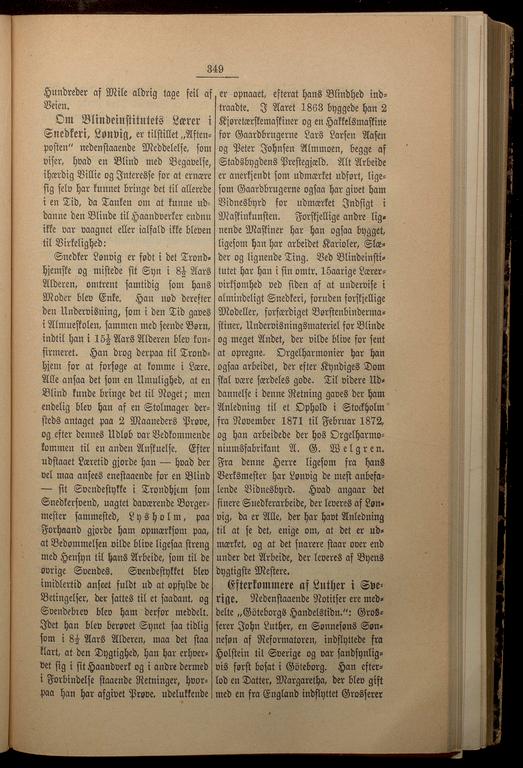 349
Hundreder af Mile aldrig tage feil af
Veien.
Om Blindeinstitutets Lærer i
Snedkeri, Lønvig, er tilstillet „Aften-
posten“ nedenstaaende Meddelelse, som
viser, hvad en Blind med Begavelse,
ihærdig Villie og Interesse for at ernære
sig selv har kunnet bringe det til allerede
i en Tid, da Tanken om at kunne ud-
danne den Blinde til Haandverker endnu
ikke var vaagnet eller ialfald ikke bleven
til Virkelighed:
Snedker Lønvig er født i det Trond-
hjemske og mistede sit Syn i 8½ Aars
Alderen, omtrent samtidig som hans
Moder blev Enke. Han nød derefter
den Undervisning, som i den Tid gaves
i Almueskolen, sammen med seende Børn,
indtil han i 15½ Aars Alderen blev kon-
firmeret. Han drog derpaa til Trond-
hjem for at forsøge at komme i Lære.
Alle ansaa det som en Umulighed, at en
Blind kunde bringe det til Noget; men
endelig blev han af en Stolmager der-
steds antaget paa 2 Maaneders Prøve,
og efter dennes Udløb var Vedkommende
kommen til en anden Anskuelse. Efter
udstaaet Læretid gjorde han — hvad der
vel maa ansees enestaaende for en Blind
— sit Svendestykke i Trondhjem som
Snedkersvend, uagtet daværende Borger-
mester sammesteds, Lysholm, paa
Forhaand gjorde ham opmærksom paa,
at Bedømmelsen vilde blive ligesaa streng
med Hensyn til hans Arbeide, som til de
øvrige Svendes. Svendestykket blev
imidlertid anseet fuldt ud at opfylde de
Betingelser, der sattes til et saadant, og
Svendebrev blev ham derfor meddelt.
Idet han blev berøvet Synet saa tidlig
som i 8½ Aars Alderen, maa det staa
klart, at den Dygtighed, han har erhver-
vet sig i sit Haandverk og i andre dermed
i Forbindelse staaende Retninger, hvor-
paa han har afgivet Prøve, udelukkende
er opnaaet, efterat hans Blindhed ind-
traadte. I Aaret 1863 byggede han 2
Kjøretærskemaskiner og en Hakkelsmaskine
for Gaardbrugerne Lars Larsen Aasen
og Peter Johnsen Almmoen, begge af
Stadsbygdens Prestegjæld. Alt Arbeide
er anerkjendt som udmærket udført, lige-
som Gaardbrugerne ogsaa har givet ham
Vidnesbyrd for udmærket Indsigt i
Maskinkunsten. Forskjellige andre lig-
nende Maskiner har han ogsaa bygget,
ligesom han har arbeidet Karioler, Slæ-
der og lignende Ting. Ved Blindeinsti-
tutet har han i sin omtr. 15aarige Lærer-
virksomhed ved siden af at undervise i
almindeligt Snedkeri, foruden forskjellige
Modeller, forfærdiget Børstenbinderma-
skiner, Undervisningsmateriel for Blinde
og meget Andet, der vilde blive for sent
at opregne. Orgelharmonier har han
ogsaa arbeidet, der efter Kyndiges Dom
skal være særdeles gode. Til videre Ud-
dannelse i denne Retning gaves der ham
Anledning til et Ophold i Stockholm
fra November 1871 til Februar 1872,
og han arbeidede der hos Orgelharmo-
niumsfabrikant A. G. Welgren.
Fra denne Herre ligesom fra hans
Verksmester har Lønvig de mest anbefa-
lende Vidnesbyrd. Hvad angaar det
finere Snedkerarbeide, der leveres af Løn-
vig, da er Alle, der har havt Anledning
til at se det, enige om, at det er ud-
mærket, og at det snarere staar over end
under det Arbeide, der leveres af Byens
dygtigste Mestere.
Efterkommere af Luther i Sve-
rige. Nedenstaaende Notitser ere med-
delte „Göteborgs Handelstidn.“: Gros-
serer John Luther, en Sønnesøns Søn-
nesøn af Reformatoren, indflyttede fra
Holstein til Sverige og var sandsynlig-
vis først bosat i Göteborg. Han efter-
lod en Datter, Margaretha, der blev gift
med en fra England indflyttet Grosserer